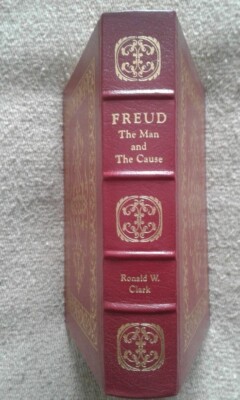 FREUD
The Man
and
The Cause
Ronald W.
Clark